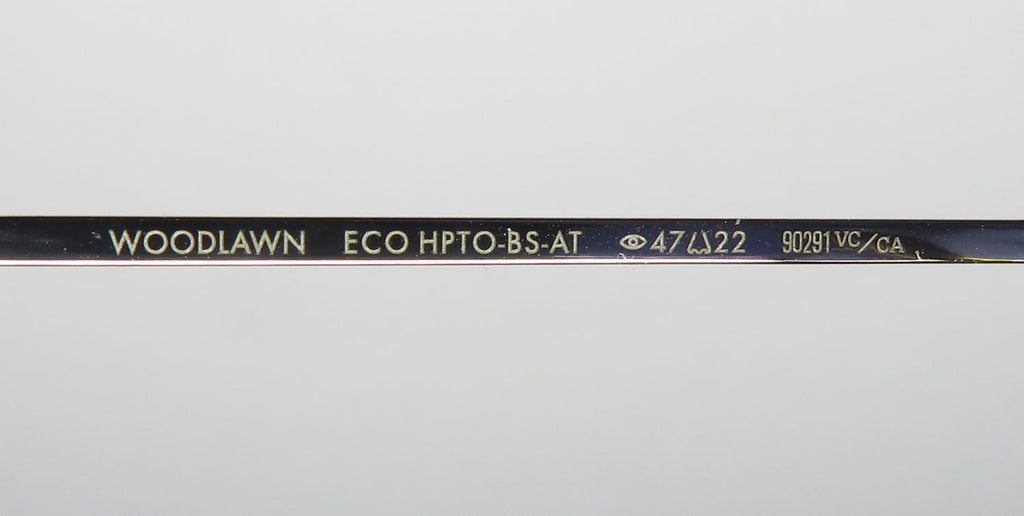 WOODLAWN ECO HPTO-BS-AT 47 22 90291 VC/CA